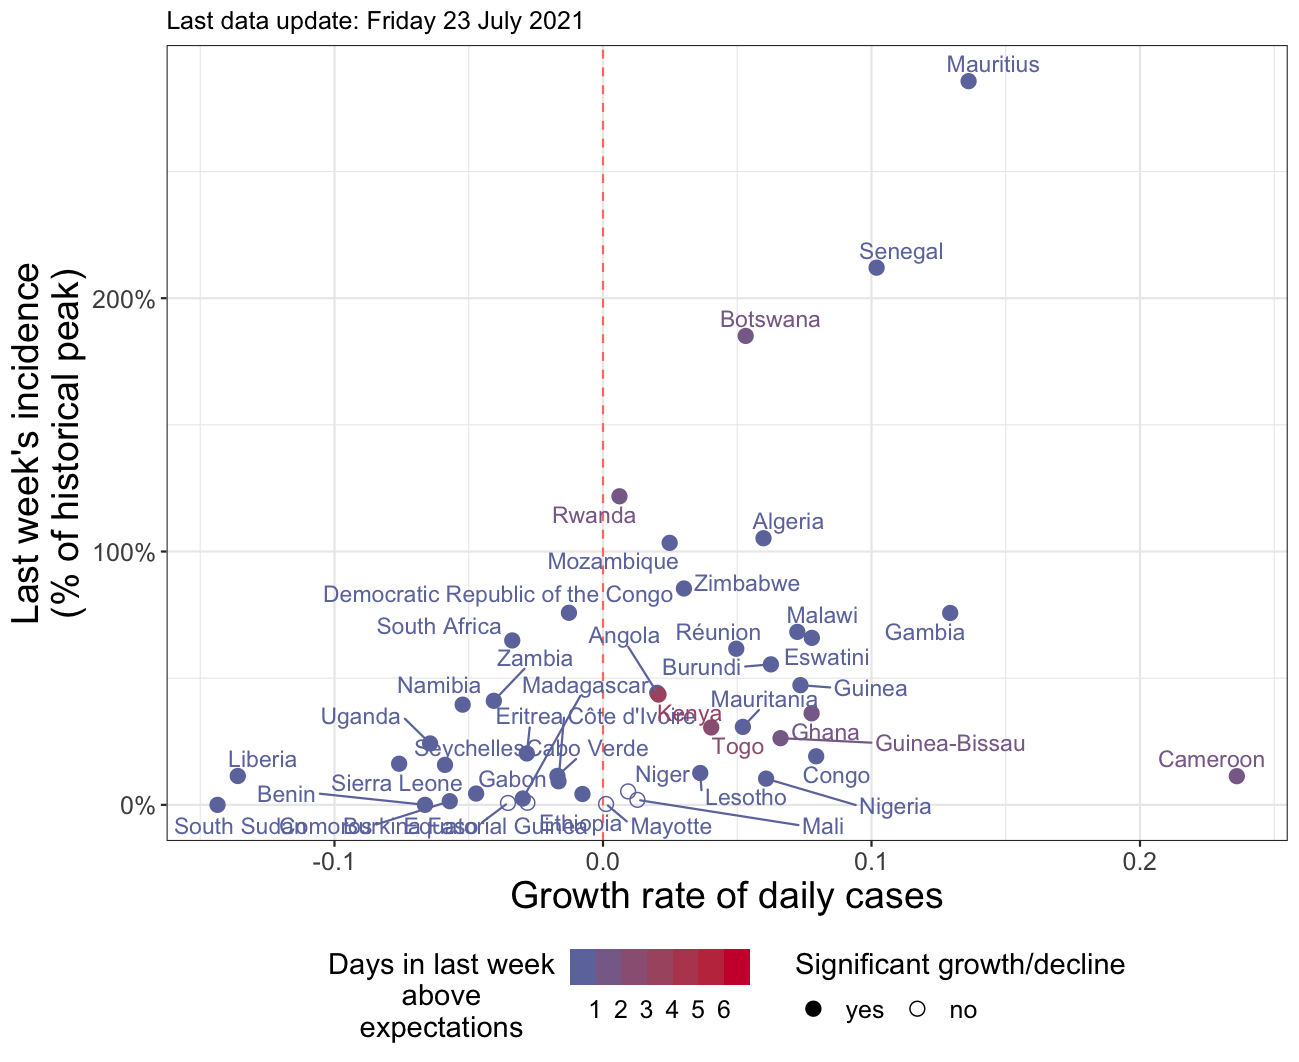 Last data update: Friday 23 July 2021
Last week's incidence
(% of historical peak)
200%
100%
0%
Mauritius
Senegal
Botswana
Rwanda
Algeria
Mozambique
Zimbabwe
Democratic Republic of the Congo
South Africa
Angola
Réunion
Malawi
Gambia
Zambia
Burundi
Eswatini
Namibia
Madagascar
Guinea
Mauritania
Uganda
Eritrea
Côte d'Ivoire
Kenya
Ghana
Guinea-Bissau
Togo
Seychelles
Cabo Verde
Liberia
Cameroon
Sierra Leone
Gabon
Niger
Congo
Benin
Lesotho
Nigeria
South Sudan
Comoros
Burkina Faso
Equatorial Guinea
Ethiopia
Mayotte
Mali
-0.1
0.0
0.1
0.2
Growth rate of daily cases
Days in last week
above
expectations
1 2 3 4 5 6
Significant growth/decline
yes
no